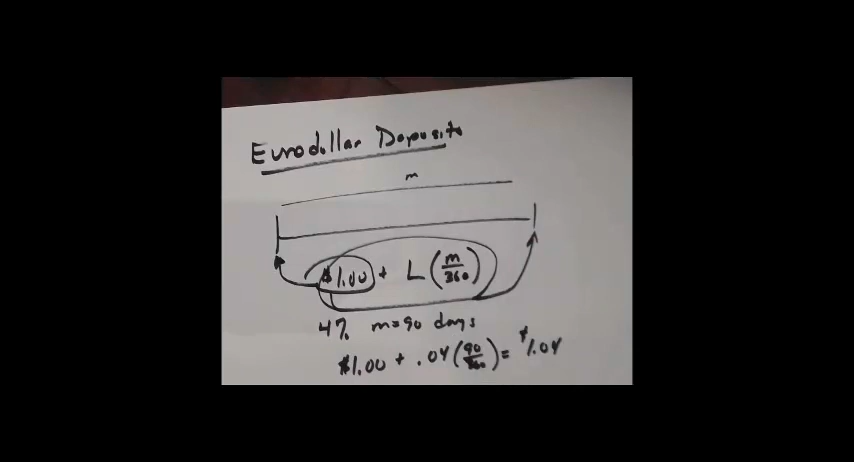 Eurodollar Deposits
m
$1.00 + L (m/360)
4% m=90 days
$1.00 + .04 (90/360) = $1.04